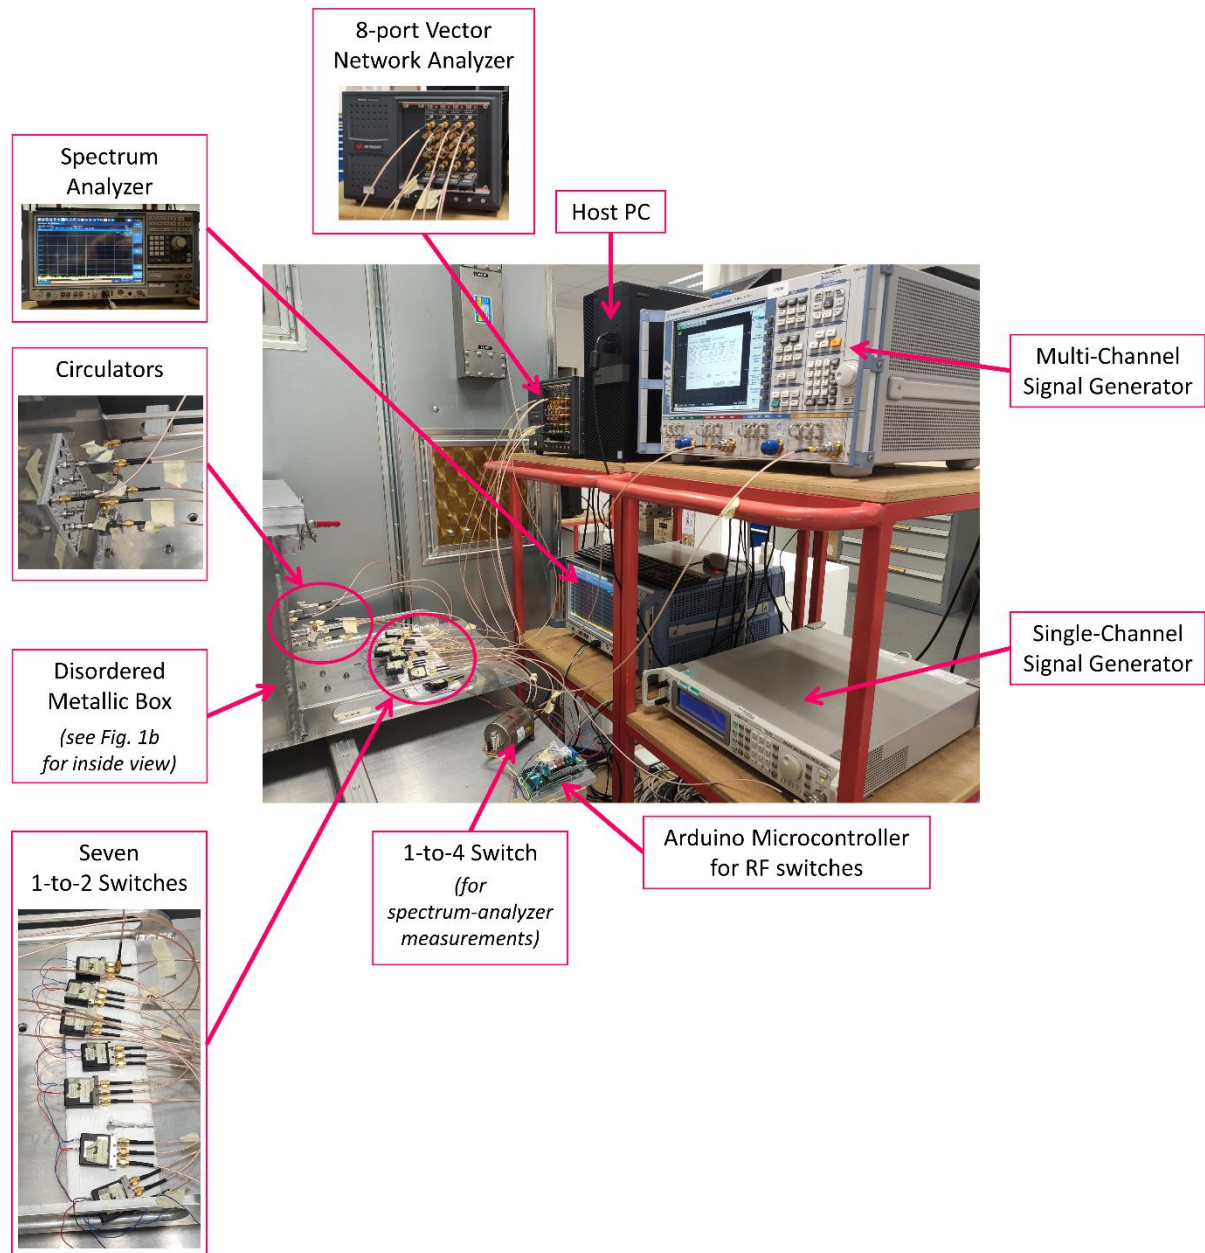 8-port Vector
Network Analyzer
Spectrum
Analyzer
Host PC
Multi-Channel
Signal Generator
Circulators
Single-Channel
Signal Generator
Disordered
Metallic Box
(see Fig. 1b
for inside view)
Seven
1-to-2 Switches
1-to-4 Switch
(for
spectrum-analyzer
measurements)
Arduino Microcontroller
for RF switches